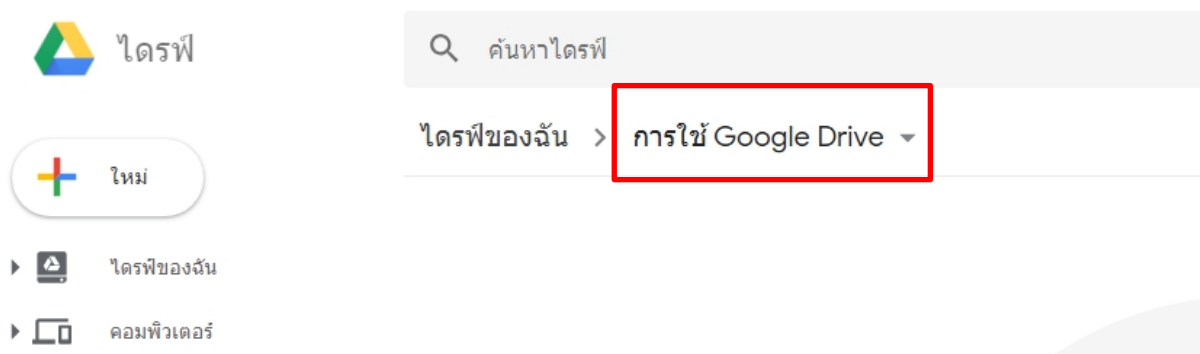 ไดรฟ์
ค้นหาไดรฟ์
ไดรฟ์ของฉัน > การใช้ Google Drive
ใหม่
ไดรฟ์ของฉัน
คอมพิวเตอร์